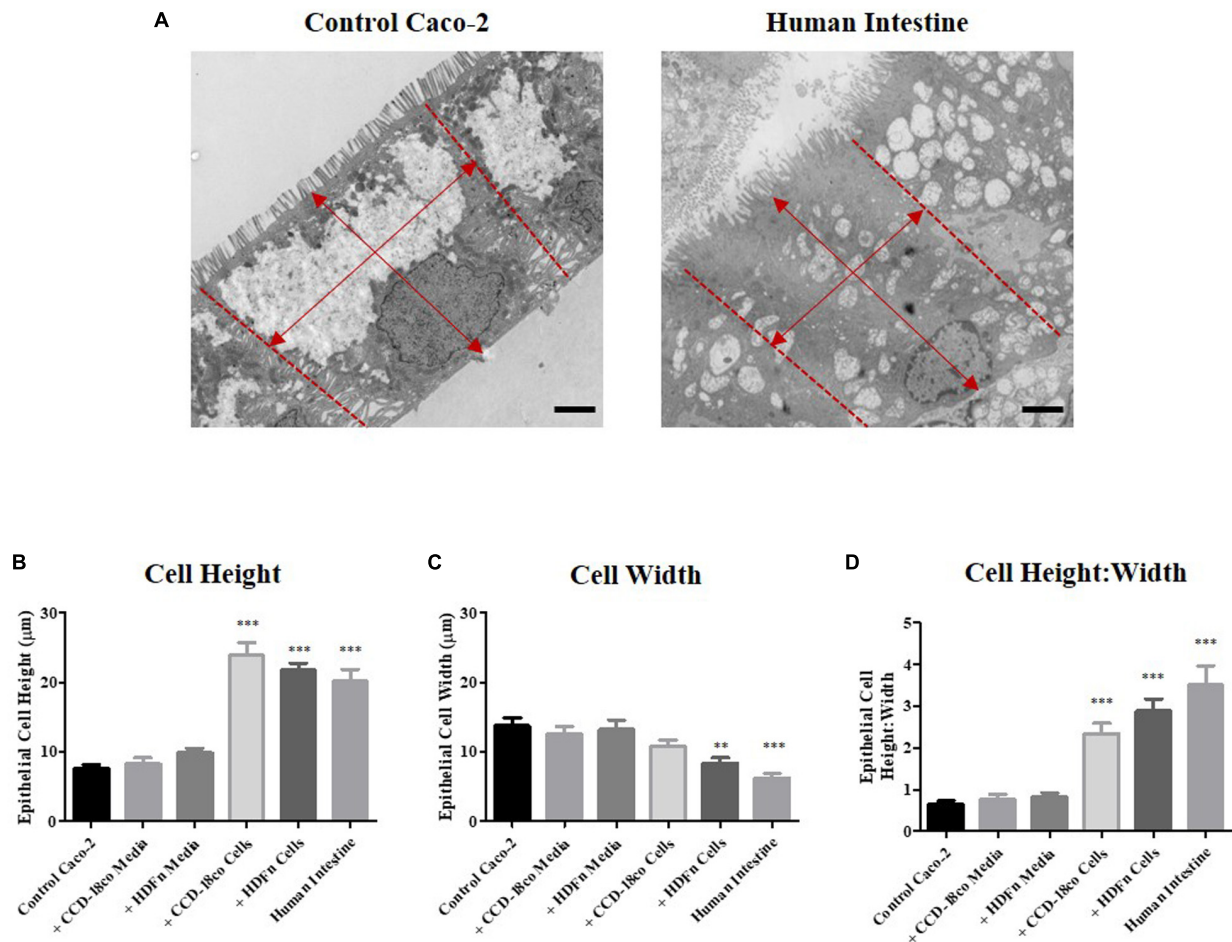 A
Control Caco-2
Human Intestine
B
Cell Height
Epithelial Cell Height (μm)
30
20
10
0
Control Caco-2
+ CCD-18co Media
+ HDFn Media
+ CCD-18co Cells
+ HDFn Cells
Human Intestine
***
***
***
C
Cell Width
Epithelial Cell Width (μm)
30
20
10
0
Control Caco-2
+ CCD-18co Media
+ HDFn Media
+ CCD-18co Cells
+ HDFn Cells
Human Intestine
**
***
D
Cell Height:Width
Epithelial Cell
Height:Width
5
4
3
2
1
0
Control Caco-2
+ CCD-18co Media
+ HDFn Media
+ CCD-18co Cells
+ HDFn Cells
Human Intestine
***
***
***